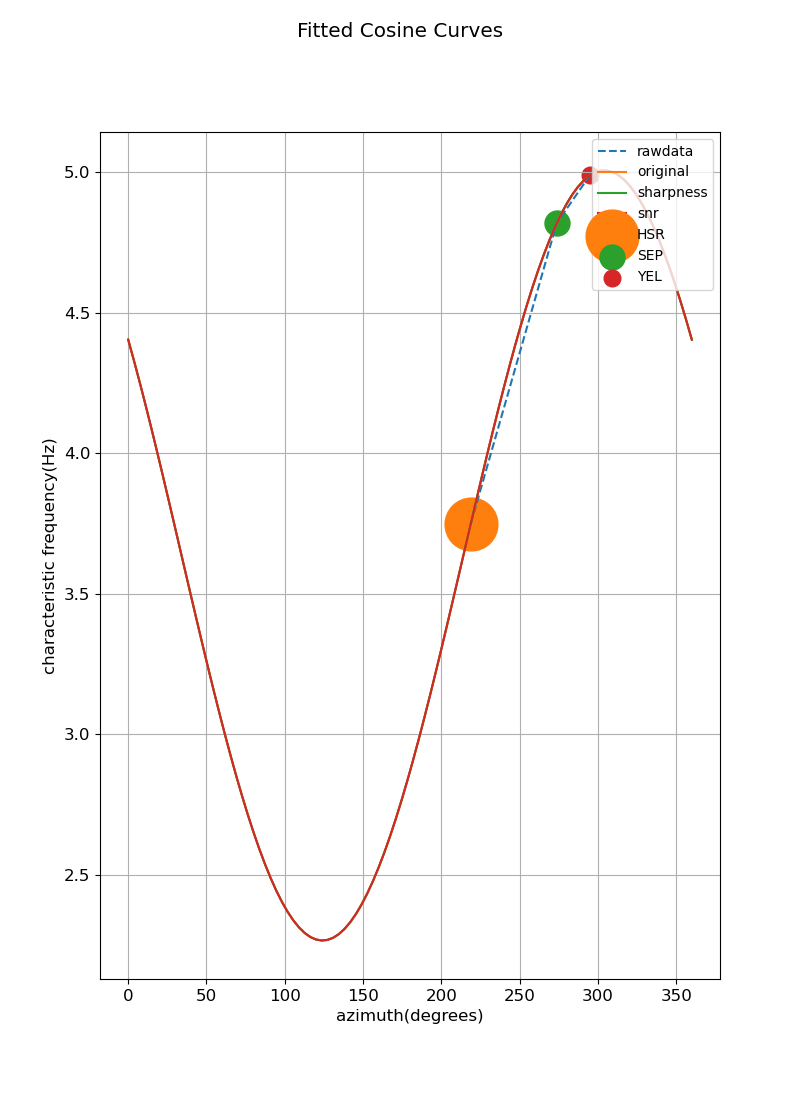 Fitted Cosine Curves
rawdata
original
sharpness
snr
HSR
SEP
YEL
characteristic frequency(Hz)
5.0
4.5
4.0
3.5
3.0
2.5
0 50 100 150 200 250 300 350
azimuth(degrees)